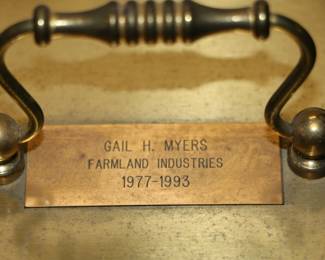 GAIL H. MYERS
FARMLAND INDUSTRIES
1977-1993